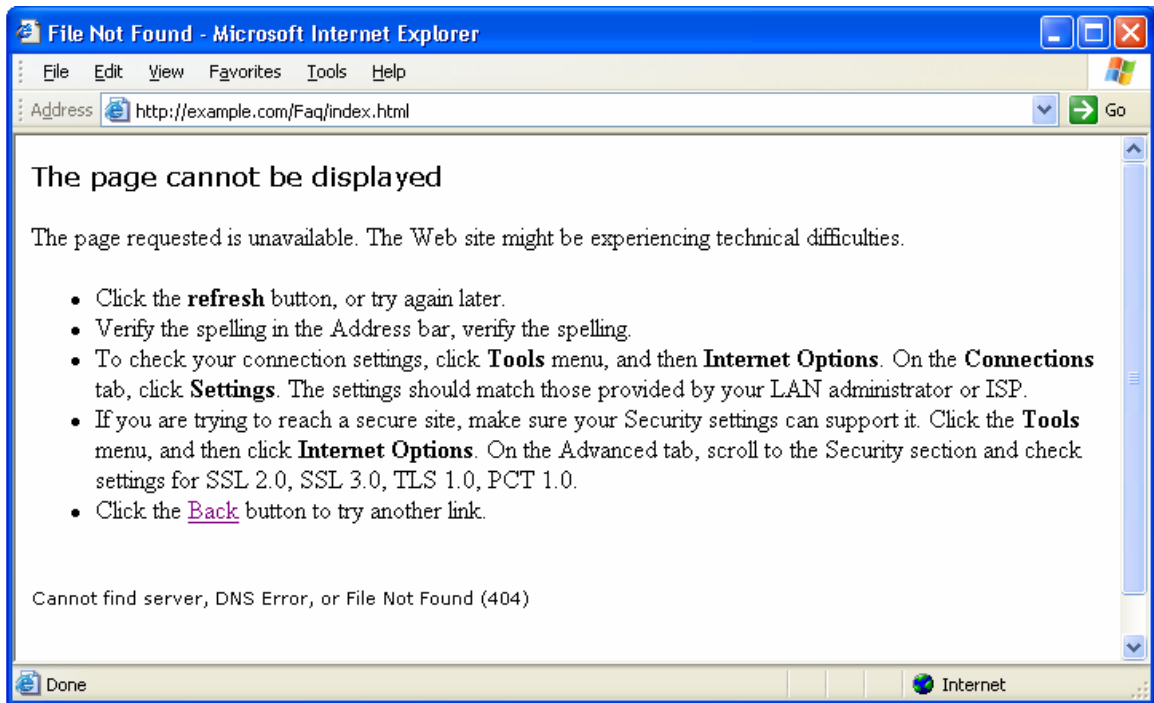 File Not Found - Microsoft Internet Explorer
File Edit View Favorites Tools Help
Address http://example.com/Faq/index.html Go
The page cannot be displayed
The page requested is unavailable. The Web site might be experiencing technical difficulties.
• Click the refresh button, or try again later.
• Verify the spelling in the Address bar, verify the spelling.
• To check your connection settings, click Tools menu, and then Internet Options. On the Connections
tab, click Settings. The settings should match those provided by your LAN administrator or ISP.
• If you are trying to reach a secure site, make sure your Security settings can support it. Click the Tools
menu, and then click Internet Options. On the Advanced tab, scroll to the Security section and check
settings for SSL 2.0, SSL 3.0, TLS 1.0, PCT 1.0.
• Click the Back button to try another link.
Cannot find server, DNS Error, or File Not Found (404)
Done Internet